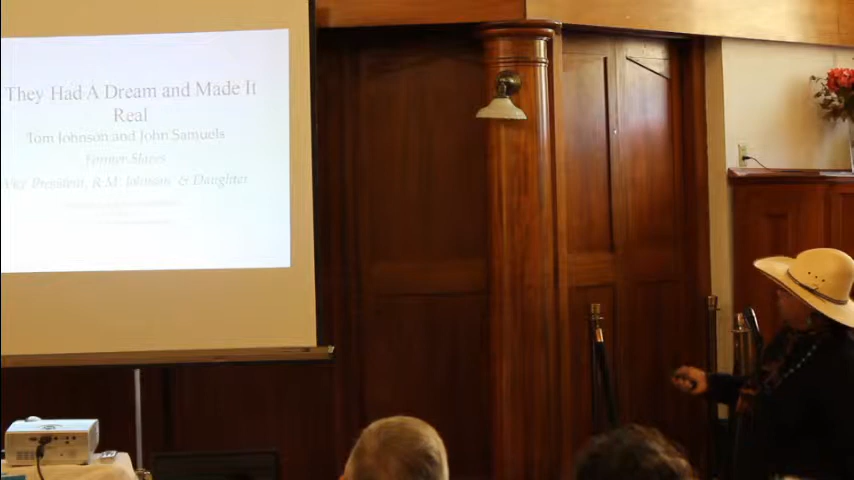 They Had A Dream and Made It
Real
Tom Johnson and John Samuels
Former Slaves
Vice President, R.M. Johnson & Daughter